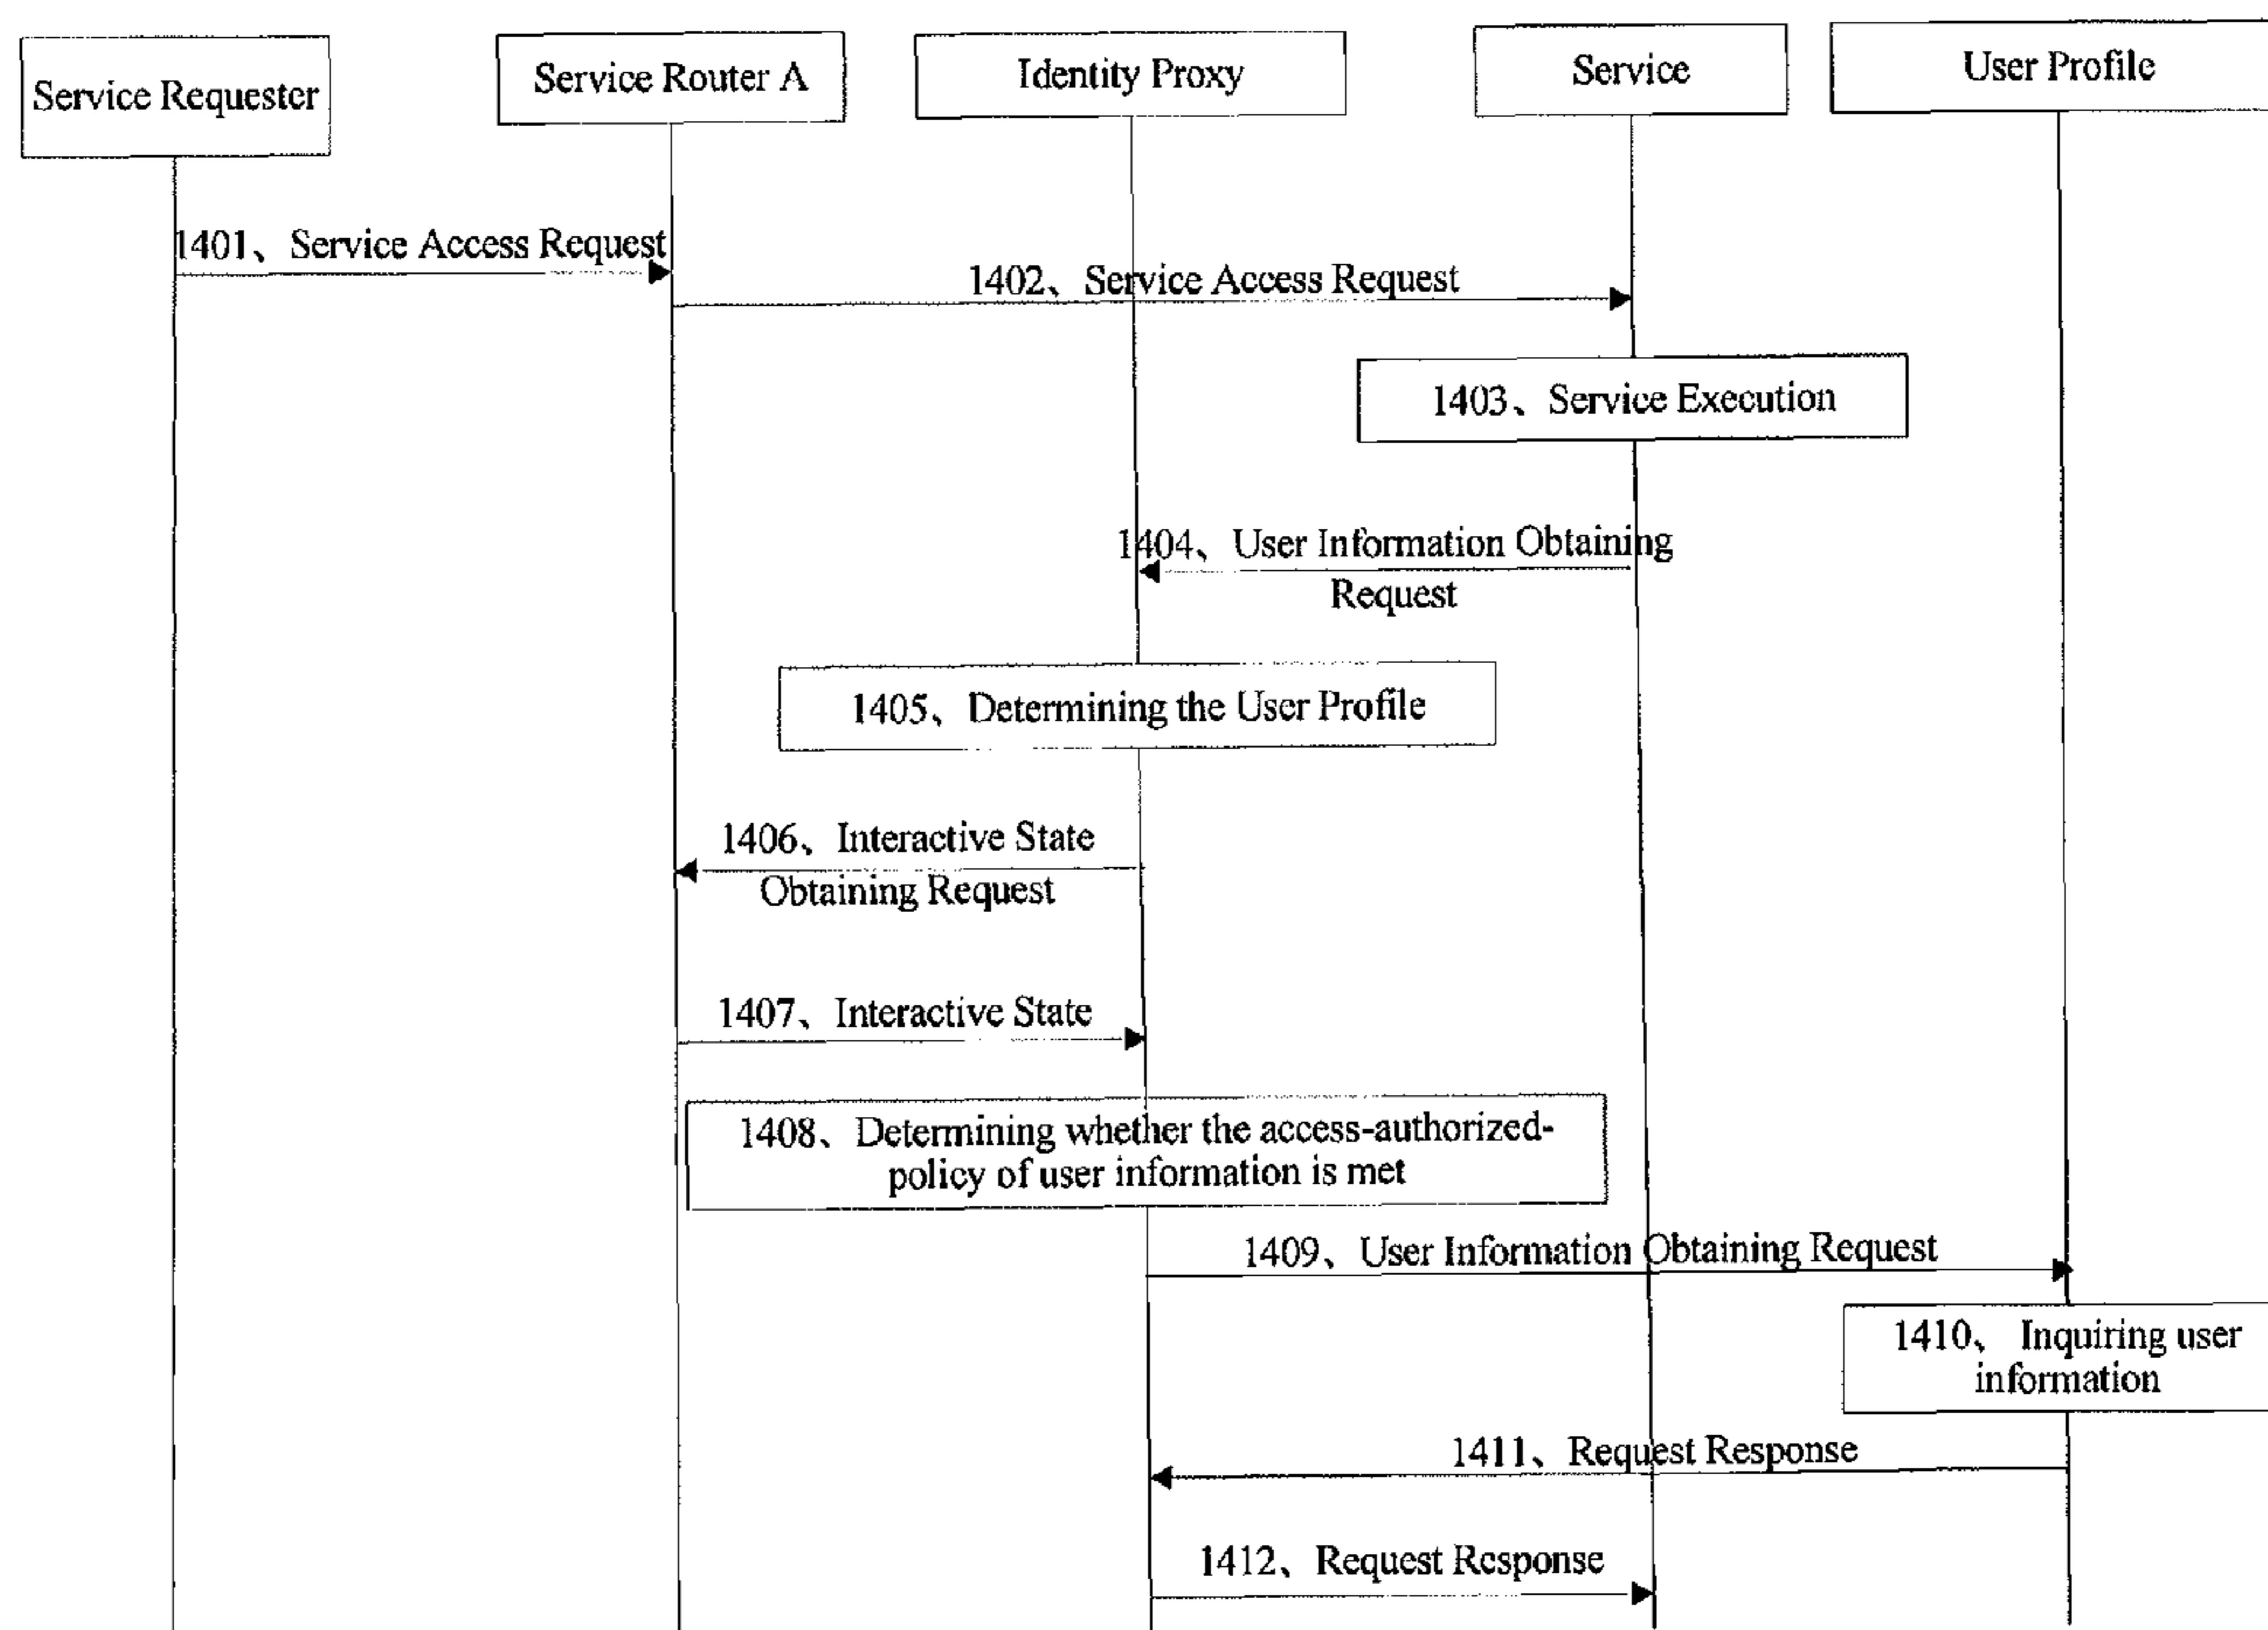 Service Requester
Service Router A
Identity Proxy
Service
User Profile
1401、Service Access Request
1402、Service Access Request
1403、Service Execution
1404、User Information Obtaining
Request
1405、Determining the User Profile
1406、Interactive State
Obtaining Request
1407、Interactive State
1408、Determining whether the access-authorized-
policy of user information is met
1409、User Information Obtaining Request
1410、Inquiring user
information
1411、Request Response
1412、Request Response